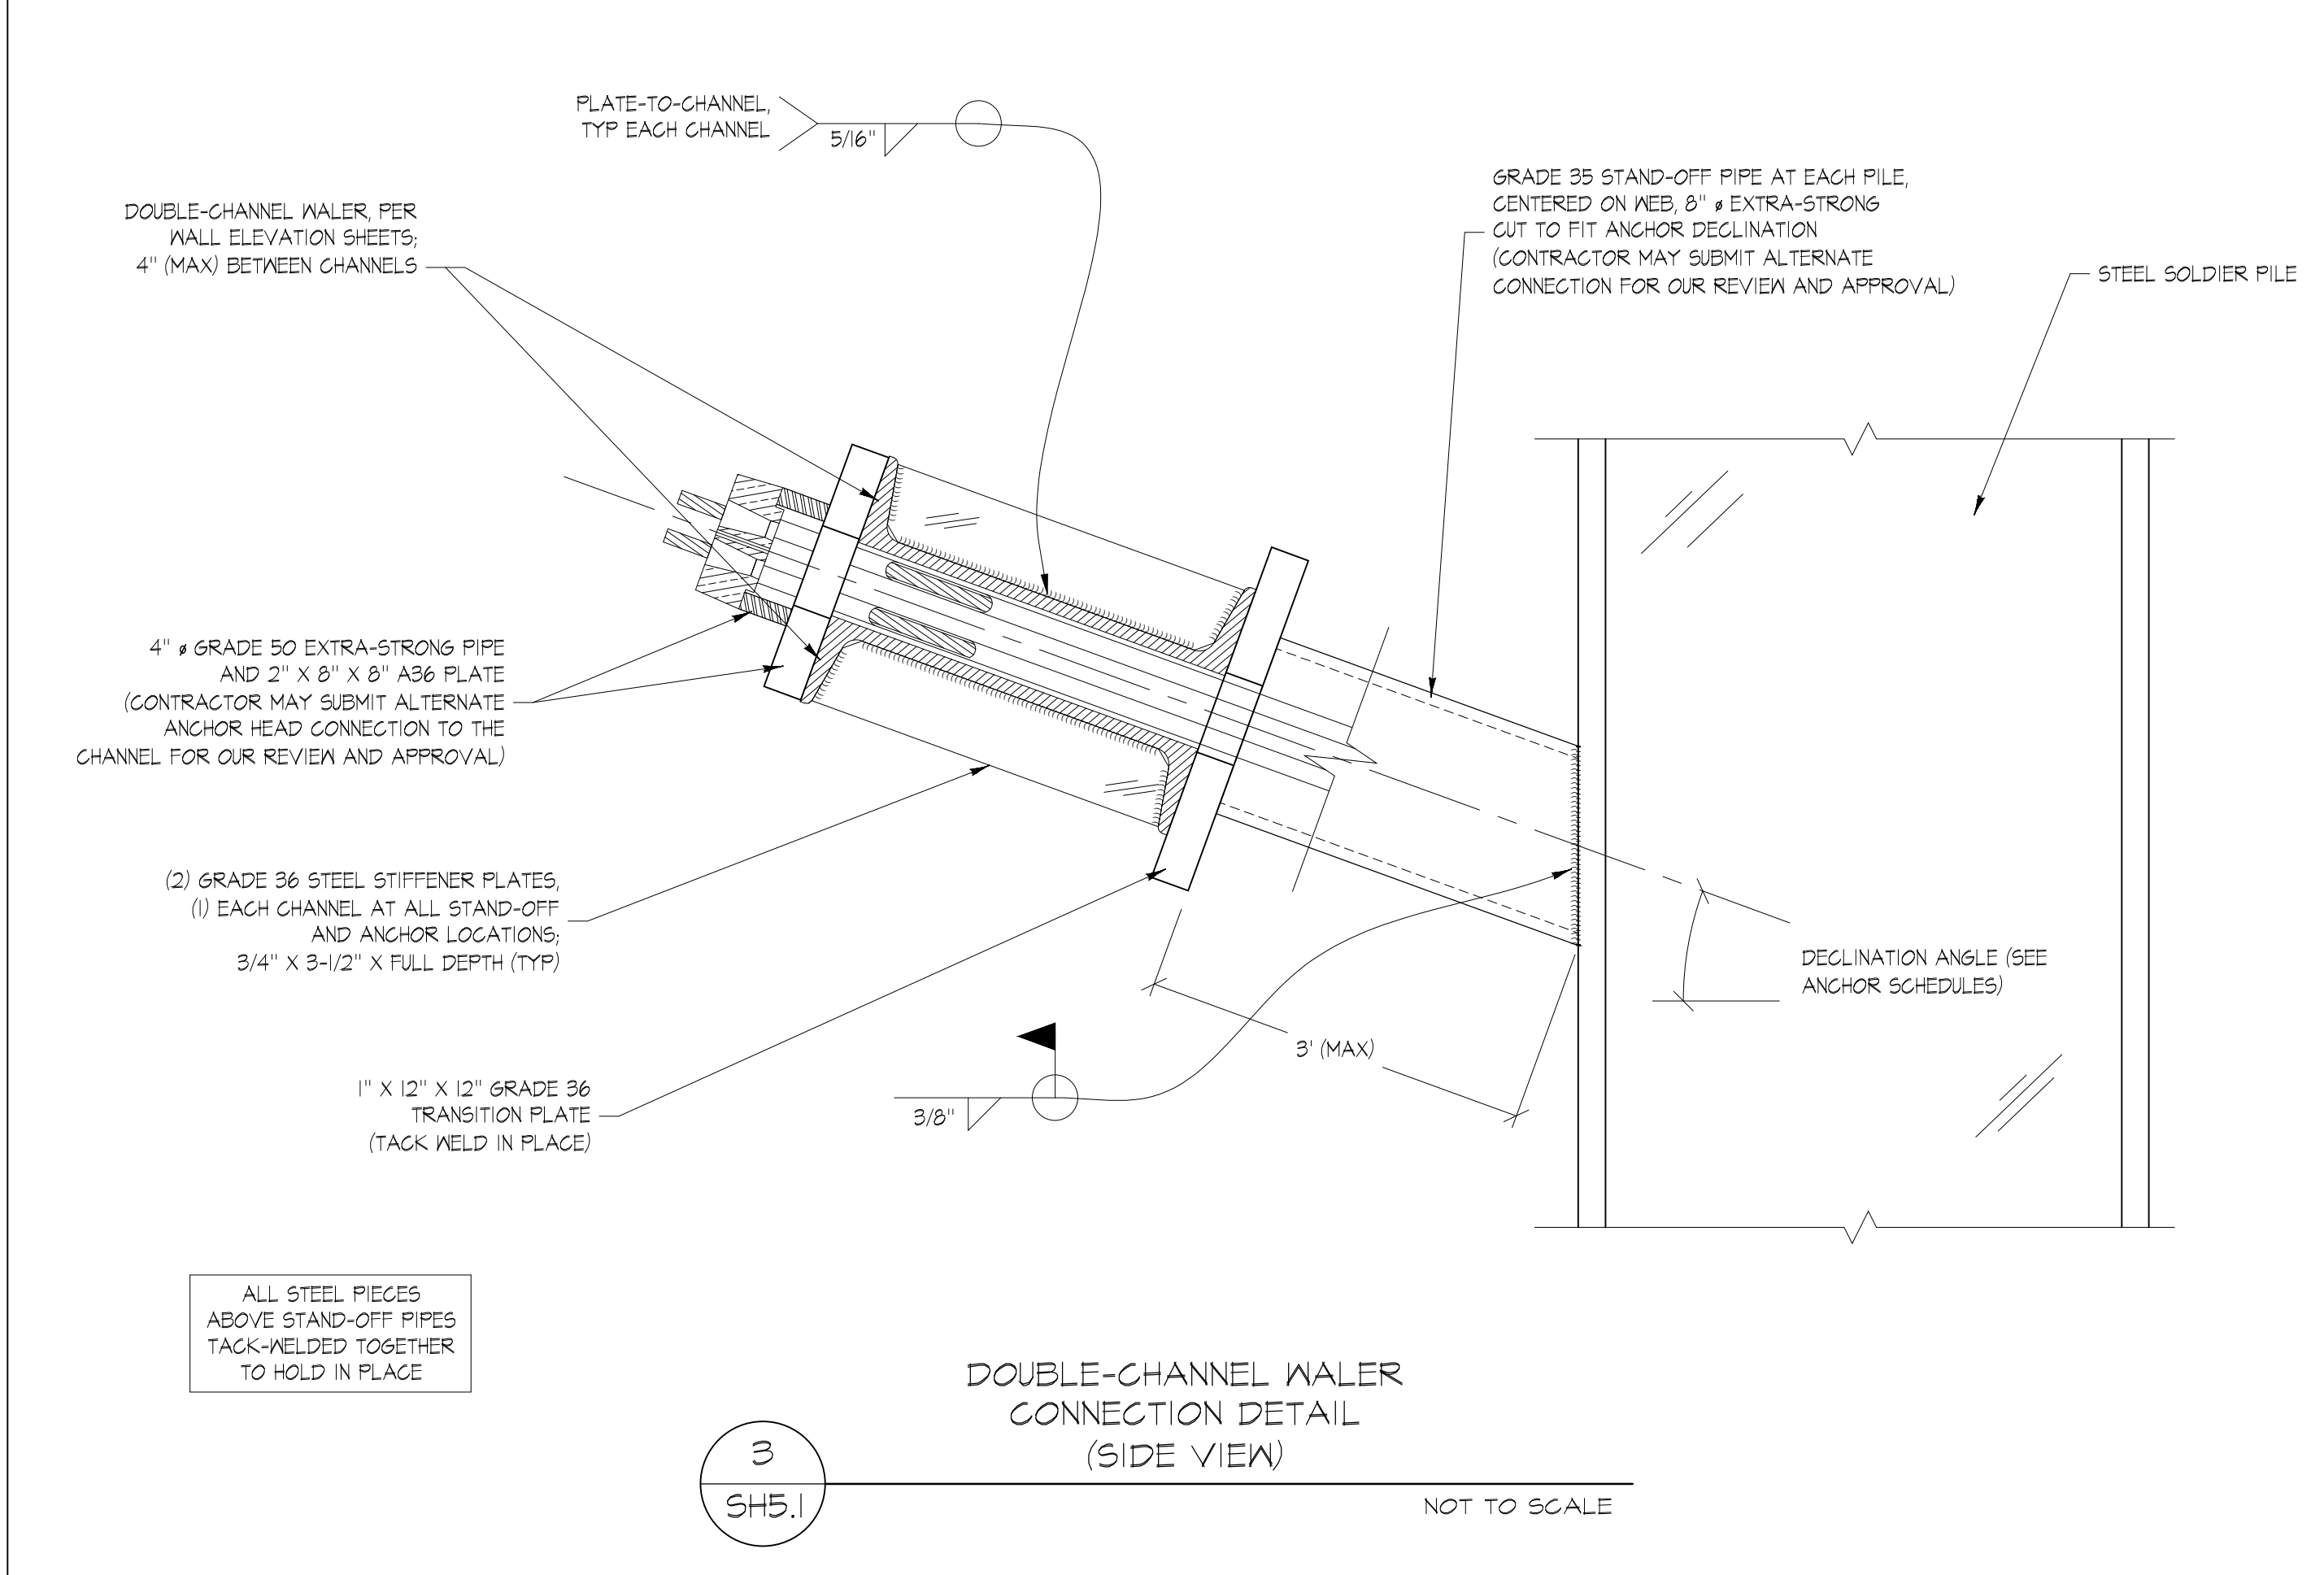 PLATE-TO-CHANNEL,
TYP EACH CHANNEL
5/16"
DOUBLE-CHANNEL WALER, PER
WALL ELEVATION SHEETS;
4" (MAX) BETWEEN CHANNELS
GRADE 35 STAND-OFF PIPE AT EACH PILE,
CENTERED ON WEB, 8" ø EXTRA-STRONG
CUT TO FIT ANCHOR DECLINATION
(CONTRACTOR MAY SUBMIT ALTERNATE
CONNECTION FOR OUR REVIEW AND APPROVAL)
STEEL SOLDIER PILE
4" ø GRADE 50 EXTRA-STRONG PIPE
AND 2" X 8" X 8" A36 PLATE
(CONTRACTOR MAY SUBMIT ALTERNATE
ANCHOR HEAD CONNECTION TO THE
CHANNEL FOR OUR REVIEW AND APPROVAL)
(2) GRADE 36 STEEL STIFFENER PLATES,
(1) EACH CHANNEL AT ALL STAND-OFF
AND ANCHOR LOCATIONS;
3/4" X 3-1/2" X FULL DEPTH (TYP)
DECLINATION ANGLE (SEE
ANCHOR SCHEDULES)
3' (MAX)
1" X 12" X 12" GRADE 36
TRANSITION PLATE
(TACK WELD IN PLACE)
3/8"
ALL STEEL PIECES
ABOVE STAND-OFF PIPES
TACK-WELDED TOGETHER
TO HOLD IN PLACE
DOUBLE-CHANNEL WALER
CONNECTION DETAIL
(SIDE VIEW)
3
SH5.1
NOT TO SCALE